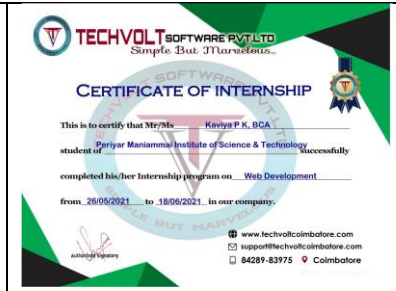 TECHVOLT SOFTWARE PVT LTD
Simple But Marvelous..
CERTIFICATE OF INTERNSHIP
This is to certify that Mr/Ms Kaviya P K, BCA
student of Periyar Maniammai Institute of Science & Technology successfully
completed his/her Internship program on Web Development
from 26/05/2021 to 18/06/2021 in our company.
www.techvoltcoimbatore.com
support@techvoltcoimbatore.com
Authorised Signatory
84289-83975 Coimbatore